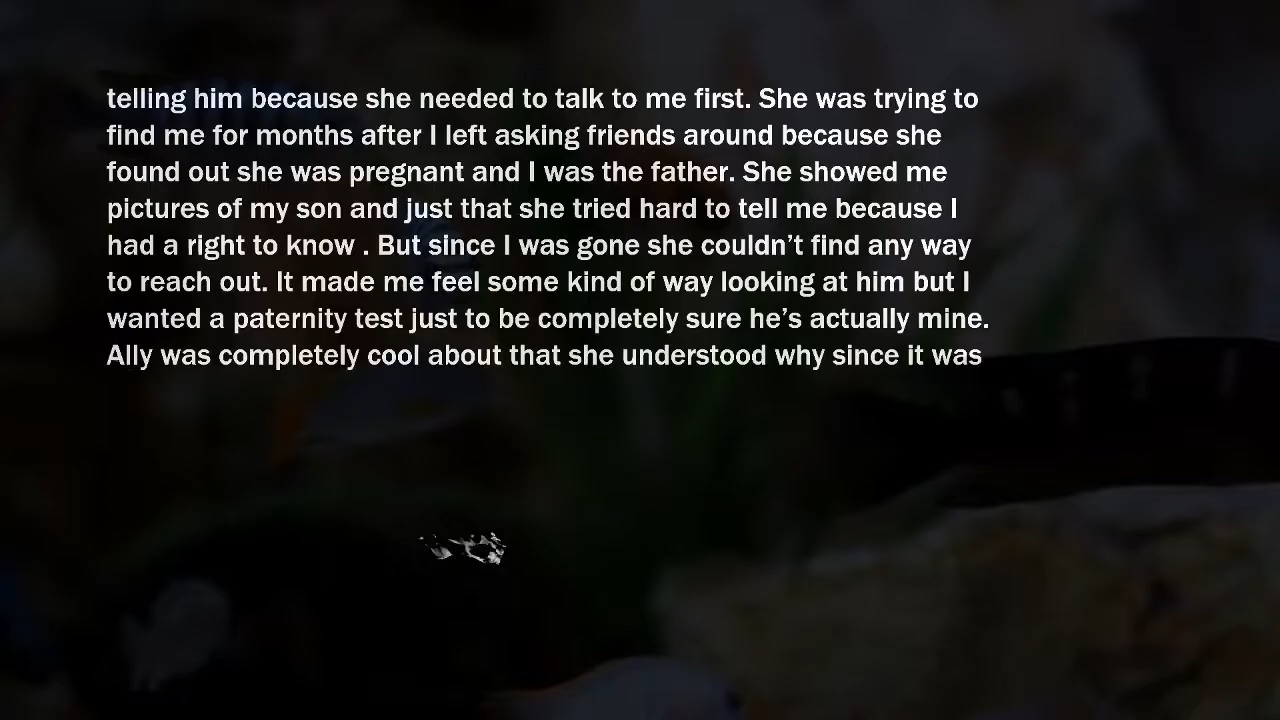 telling him because she needed to talk to me first. She was trying to
find me for months after I left asking friends around because she
found out she was pregnant and I was the father. She showed me
pictures of my son and just that she tried hard to tell me because I
had a right to know . But since I was gone she couldn’t find any way
to reach out. It made me feel some kind of way looking at him but I
wanted a paternity test just to be completely sure he’s actually mine.
Ally was completely cool about that she understood why since it was